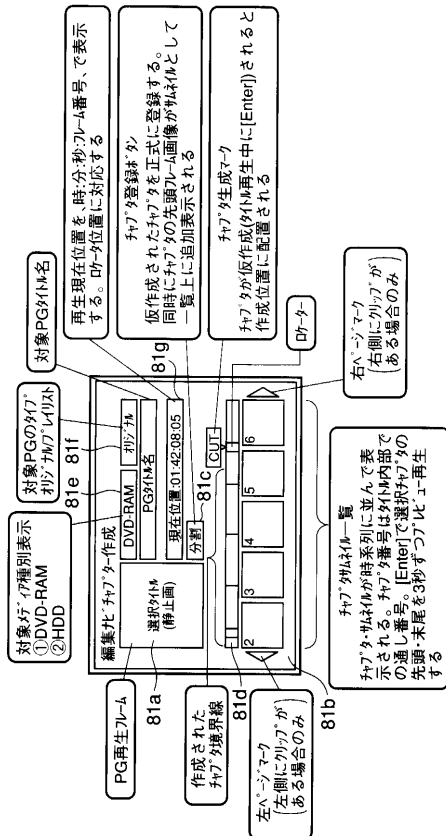 対象メディア種別表示
①DVD-RAM
②HDD
対象PGのタイプ
オリジナル/プレイリスト
対象PGタイトル名
再生現在位置を、時:分:秒:フレーム番号、で表示
する。ロケータ位置に対応する
チャプタ登録ボタン
仮作成されたチャプタを正式に登録する。
同時にチャプタの先頭フレーム画像がサムネイルとして
一覧上に追加表示される
チャプタ生成マーク
チャプタが仮作成(タイトル再生中に[Enter])されると
作成位置に配置される
ロケーター
右ページマーク
(右側にクリップが
ある場合のみ)
PG再生フレーム
81a
81e
81f
81g
81c
編集ナビチャプター作成
選択タイトル
(静止画)
DVD-RAM
オリジナル
PGタイトル名
現在位置:01:42:08:05
分割
CUT
2
3
4
5
6
作成された
チャプタ境界線
81d
81b
左ページマーク
(左側にクリップが
ある場合のみ)
チャプタサムネイル一覧
チャプタ・サムネイルが時系列に並んで表
示される。チャプタ番号はタイトル内部で
の通し番号。[Enter]で選択チャプタの
先頭・末尾を3秒ずつプレビュー再生
する